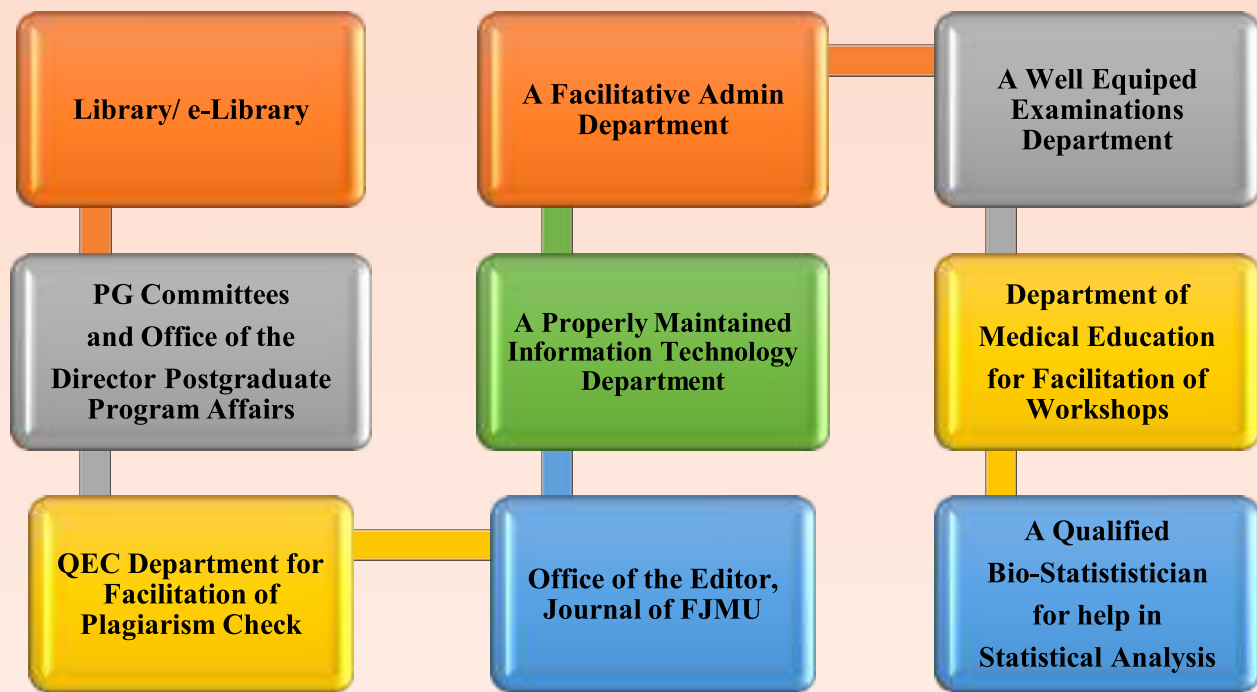 Library/ e-Library
PG Committees
and Office of the
Director Postgraduate
Program Affairs
QEC Department for
Facilitation of
Plagiarism Check
Office of the Editor,
Journal of FJMU
A Properly Maintained
Information Technology
Department
A Facilitative Admin
Department
A Well Equiped
Examinations
Department
Department of
Medical Education
for Facilitation of
Workshops
A Qualified
Bio-Statististician
for help in
Statistical Analysis